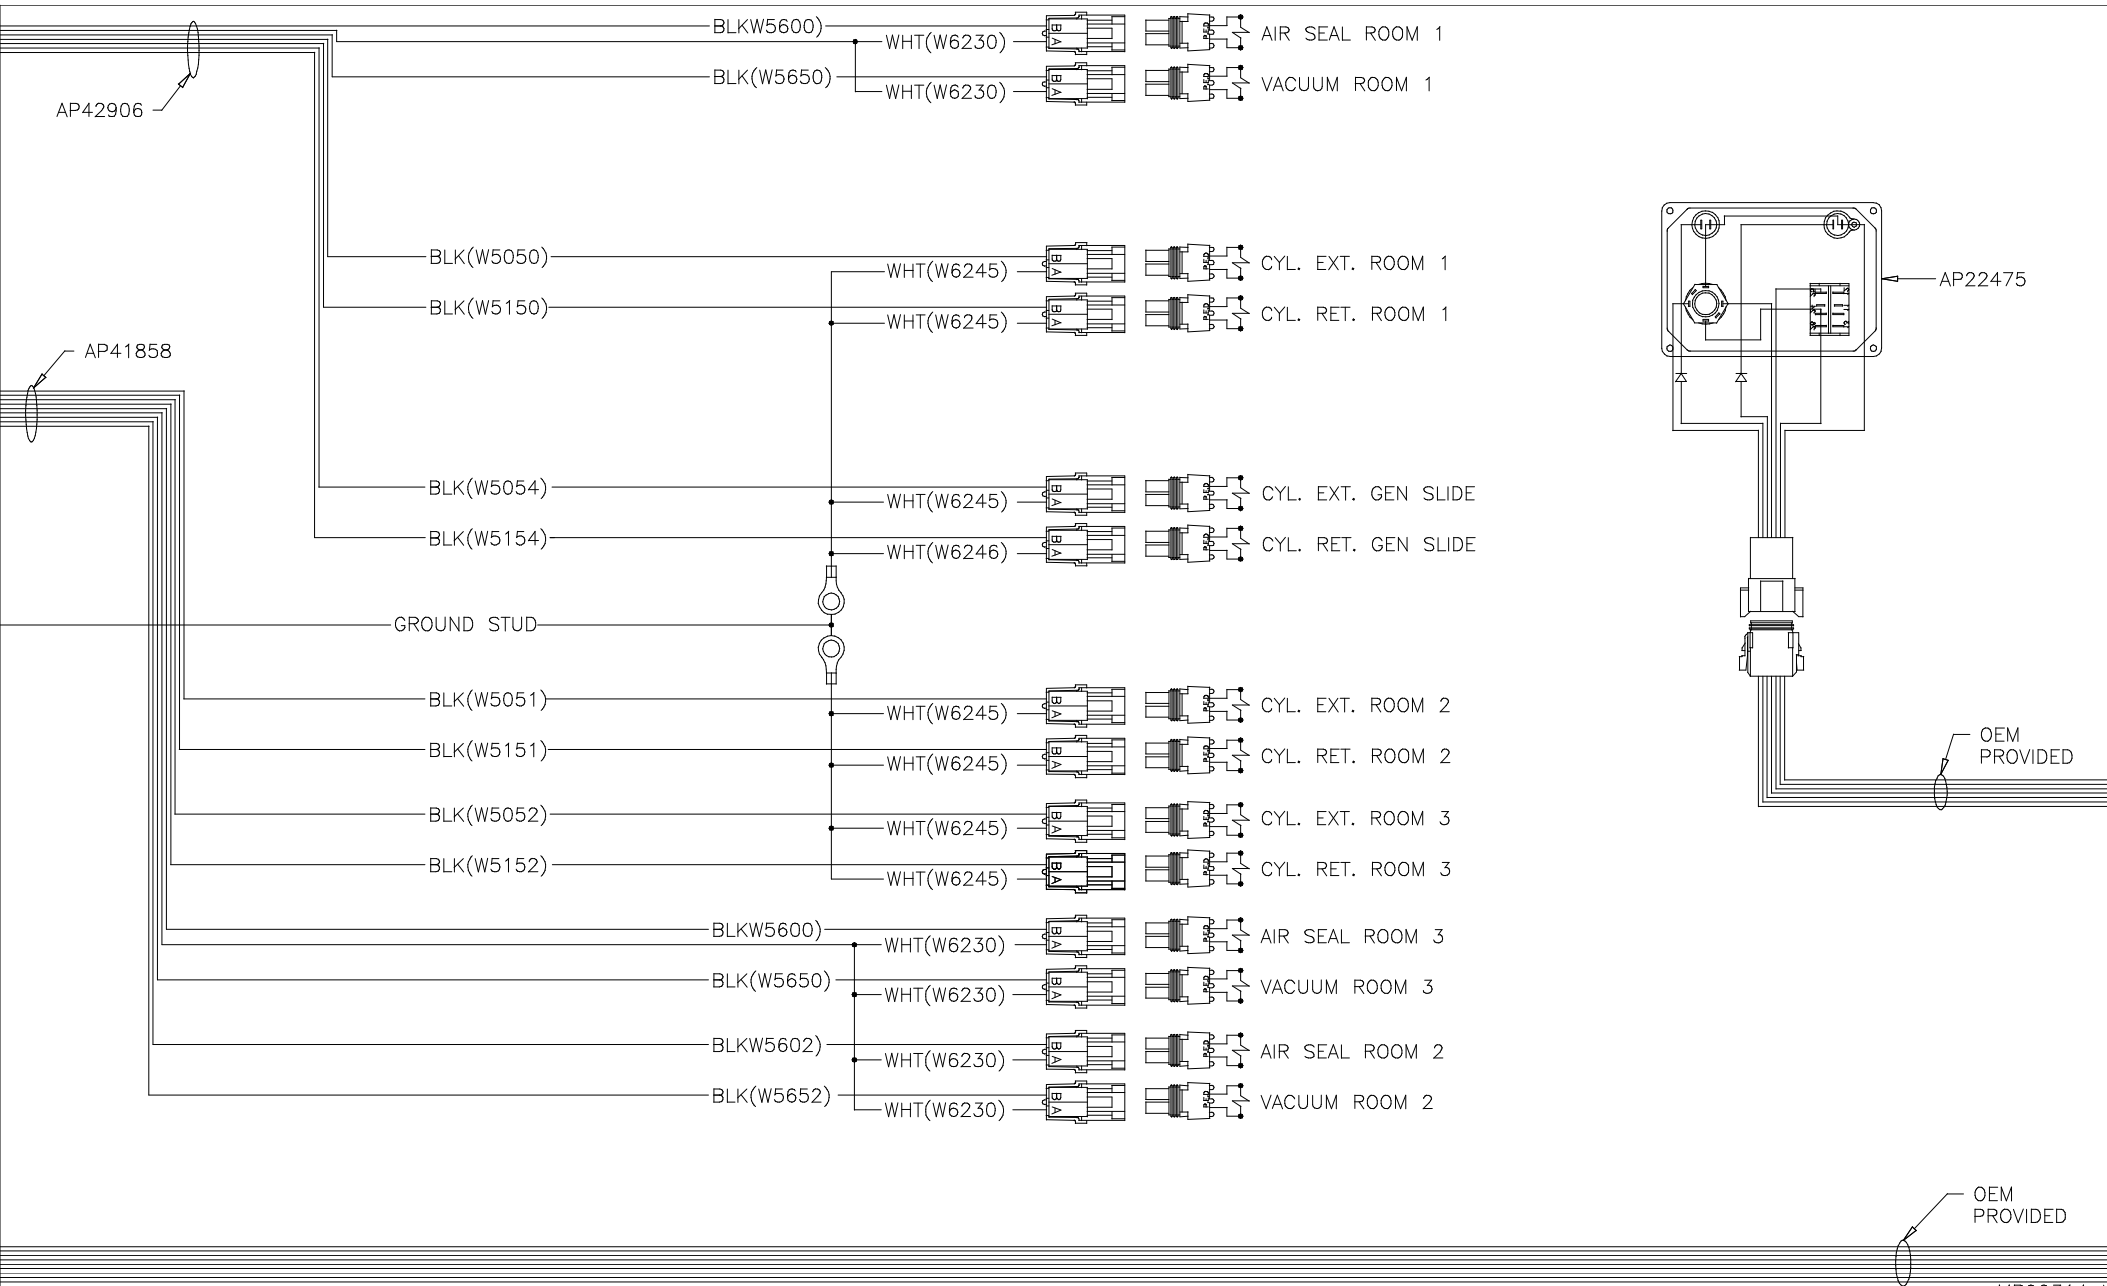 BLKW5600)
WHT(W6230)
AIR SEAL ROOM 1
BLK(W5650)
WHT(W6230)
VACUUM ROOM 1
AP42906
BLK(W5050)
WHT(W6245)
CYL. EXT. ROOM 1
BLK(W5150)
WHT(W6245)
CYL. RET. ROOM 1
AP22475
AP41858
BLK(W5054)
WHT(W6245)
CYL. EXT. GEN SLIDE
BLK(W5154)
WHT(W6246)
CYL. RET. GEN SLIDE
GROUND STUD
BLK(W5051)
WHT(W6245)
CYL. EXT. ROOM 2
BLK(W5151)
WHT(W6245)
CYL. RET. ROOM 2
OEM
PROVIDED
BLK(W5052)
WHT(W6245)
CYL. EXT. ROOM 3
BLK(W5152)
WHT(W6245)
CYL. RET. ROOM 3
BLKW5600)
WHT(W6230)
AIR SEAL ROOM 3
BLK(W5650)
WHT(W6230)
VACUUM ROOM 3
BLKW5602)
WHT(W6230)
AIR SEAL ROOM 2
BLK(W5652)
WHT(W6230)
VACUUM ROOM 2
OEM
PROVIDED